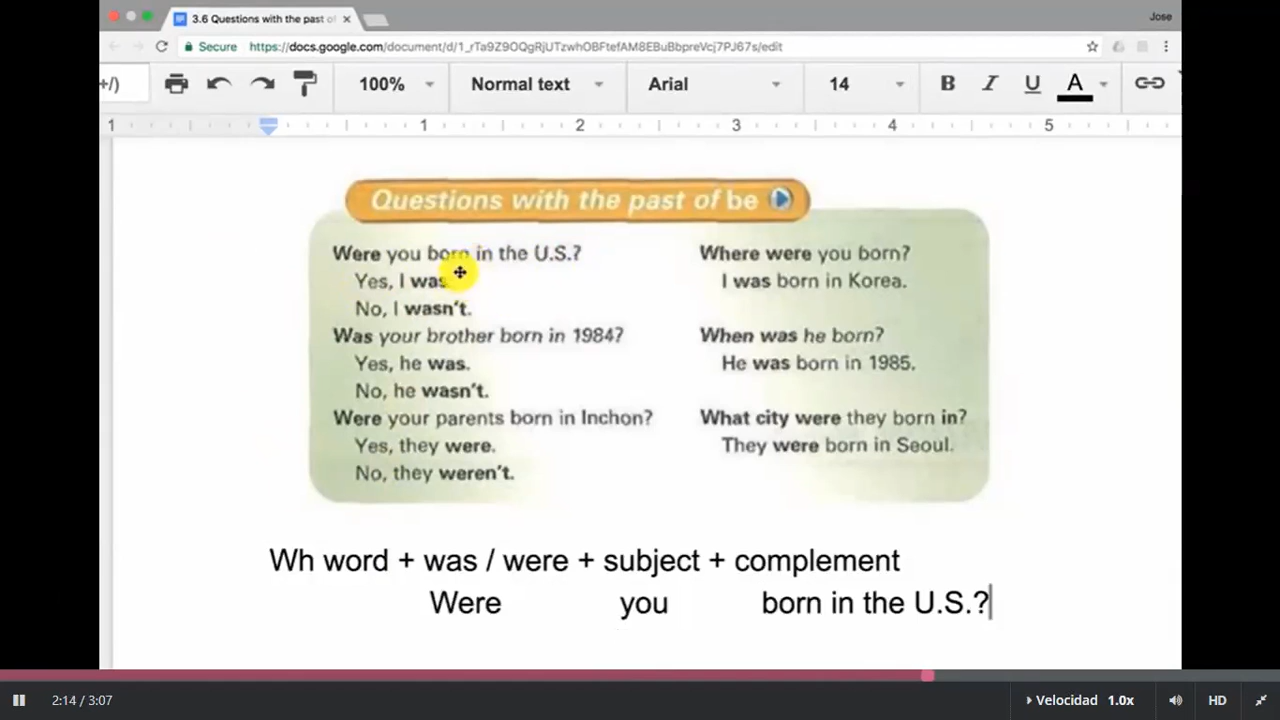 3.6 Questions with the past of
Jose
Secure https://docs.google.com/document/d/1_rTa9Z9OQgRjUTzwhOBFtefAM8EBuBbpreVcj7PJ67s/edit
+/) 100% Normal text Arial 14 B I U A
1 1 2 3 4 5
Questions with the past of be
Were you born in the U.S.?
Yes, I was
No, I wasn't.
Was your brother born in 1984?
Yes, he was.
No, he wasn't.
Were your parents born in Inchon?
Yes, they were.
No, they weren't.
Where were you born?
I was born in Korea.
When was he born?
He was born in 1985.
What city were they born in?
They were born in Seoul.
Wh word + was / were + subject + complement
Were you born in the U.S.?
2:14 / 3:07 Velocidad 1.0x HD